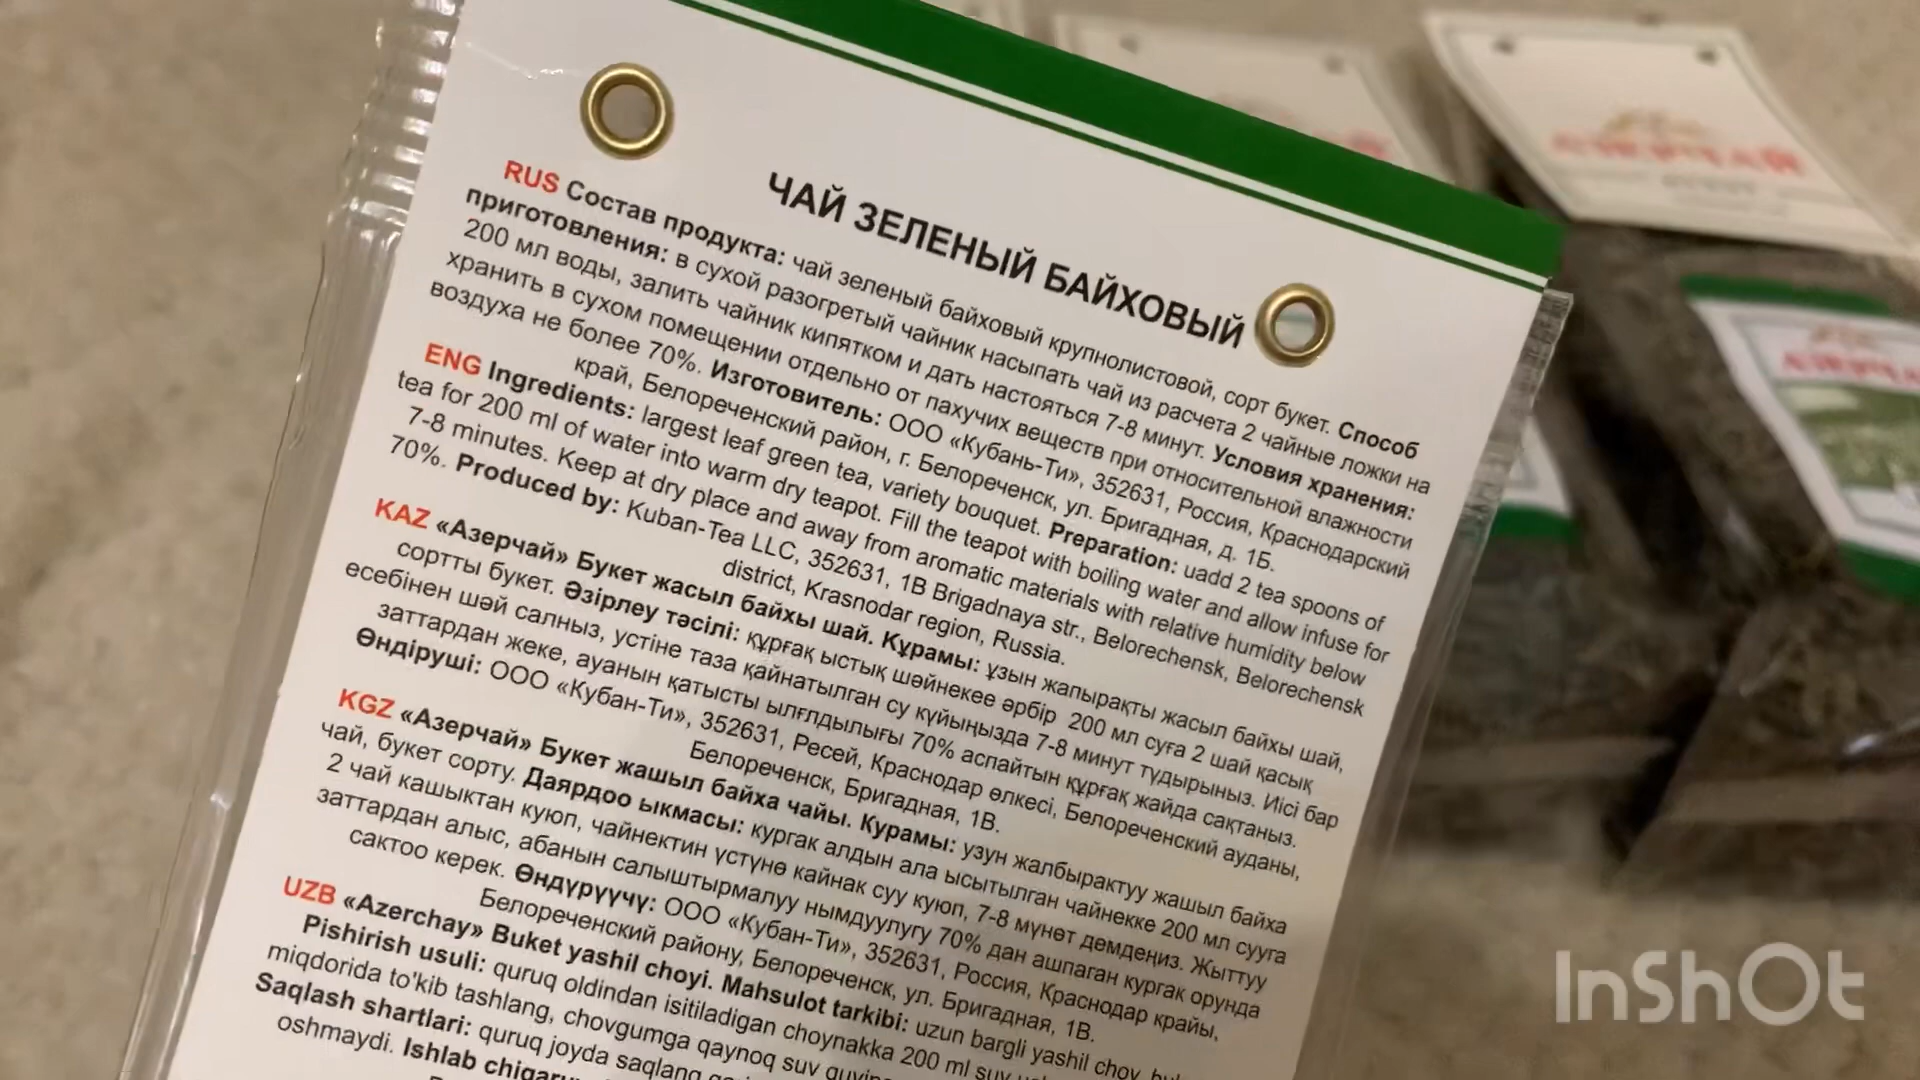 ЧАЙ ЗЕЛЕНЫЙ БАЙХОВЫЙ
RUS Состав продукта: чай зеленый байховый крупнолистовой, сорт букет. Способ
приготовления: в сухой разогретый чайник насыпать чай из расчета 2 чайные ложки на
200 мл воды, залить чайник кипятком и дать настояться 7-8 минут. Условия хранения:
хранить в сухом помещении отдельно от пахучих веществ при относительной влажности
воздуха не более 70%. Изготовитель: ООО «Кубань-Ти», 352631, Россия, Краснодарский
край, Белореченский район, г. Белореченск, ул. Бригадная, д. 1Б.
ENG Ingredients: largest leaf green tea, variety bouquet. Preparation: uadd 2 tea spoons of
tea for 200 ml of water into warm dry teapot. Fill the teapot with boiling water and allow infuse for
7-8 minutes. Keep at dry place and away from aromatic materials with relative humidity below
70%. Produced by: Kuban-Tea LLC, 352631, 1B Brigadnaya str., Belorechensk, Belorechensk
district, Krasnodar region, Russia.
KAZ «Азерчай» Букет жасыл байхы шай. Құрамы: ұзын жапырақты жасыл байхы шай,
сортты букет. Әзірлеу тәсілі: құрғақ ыстық шәйнекее әрбір 200 мл суға 2 шай қасық
есебінен шәй салныз, устіне таза қайнатылған су күйыңызда 7-8 минут тұдырыныз. Иісі бар
заттардан жеке, ауанын қатысты ылғлдылығы 70% аспайтын құрғақ жайда сақтаныз.
Өндіруші: ООО «Кубан-Ти», 352631, Ресей, Краснодар өлкесі, Белореченский ауданы,
Белореченск, Бригадная, 1В.
KGZ «Азерчай» Букет жашыл байха чайы. Курамы: узун жалбырактуу жашыл байха
чай, букет сорту. Даярдоо ыкмасы: кургак алдын ала ысытылган чайнекке 200 мл сууга
2 чай кашыктан куюп, чайнектин үстүнө кайнак суу куюп, 7-8 мүнөт демдеңиз. Жыттуу
заттардан алыс, абанын салыштырмалуу нымдуулугу 70% дан ашпаган кургак орунда
сактоо керек. Өндүрүүчү: ООО «Кубан-Ти», 352631, Россия, Краснодар крайы,
Белореченский району, Белореченск, ул. Бригадная, 1В.
UZB «Azerchay» Buket yashil choyi. Mahsulot tarkibi: uzun bargli yashil choy,
Pishirish usuli: quruq oldindan isitiladigan choynakka 200 ml suv
miqdorida to'kib tashlang, chovgumga qaynoq suv
Saqlash shartlari: quruq joyda saqlang
oshmaydi. Ishlab
АЗЕРЧАЙ
InShOt